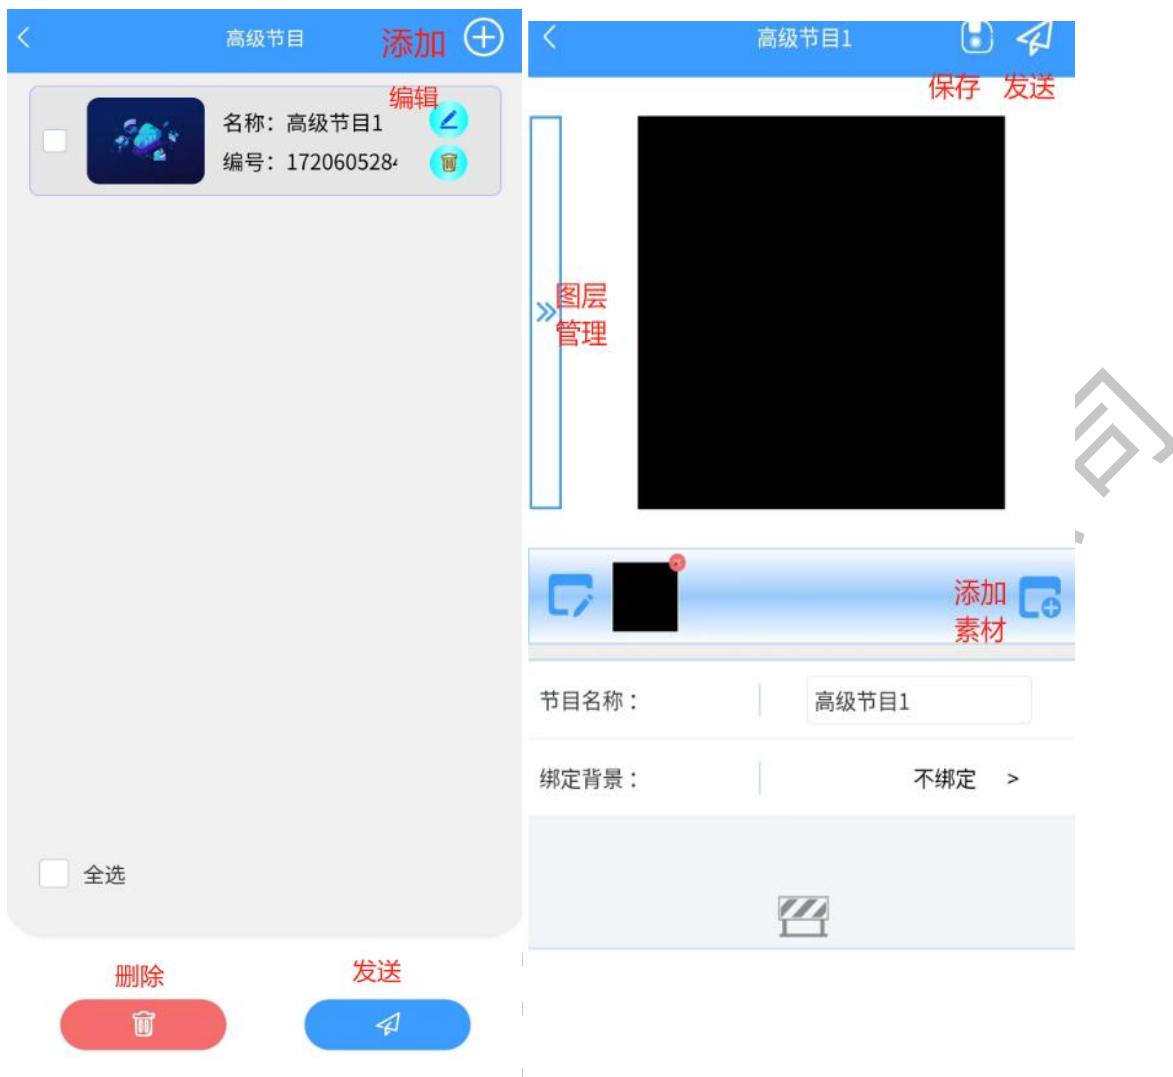 高级节目
添加
编辑
名称：高级节目1
编号：172060528
全选
删除
发送
高级节目1
保存
发送
图层
管理
添加
素材
节目名称：
高级节目1
绑定背景：
不绑定 >
司